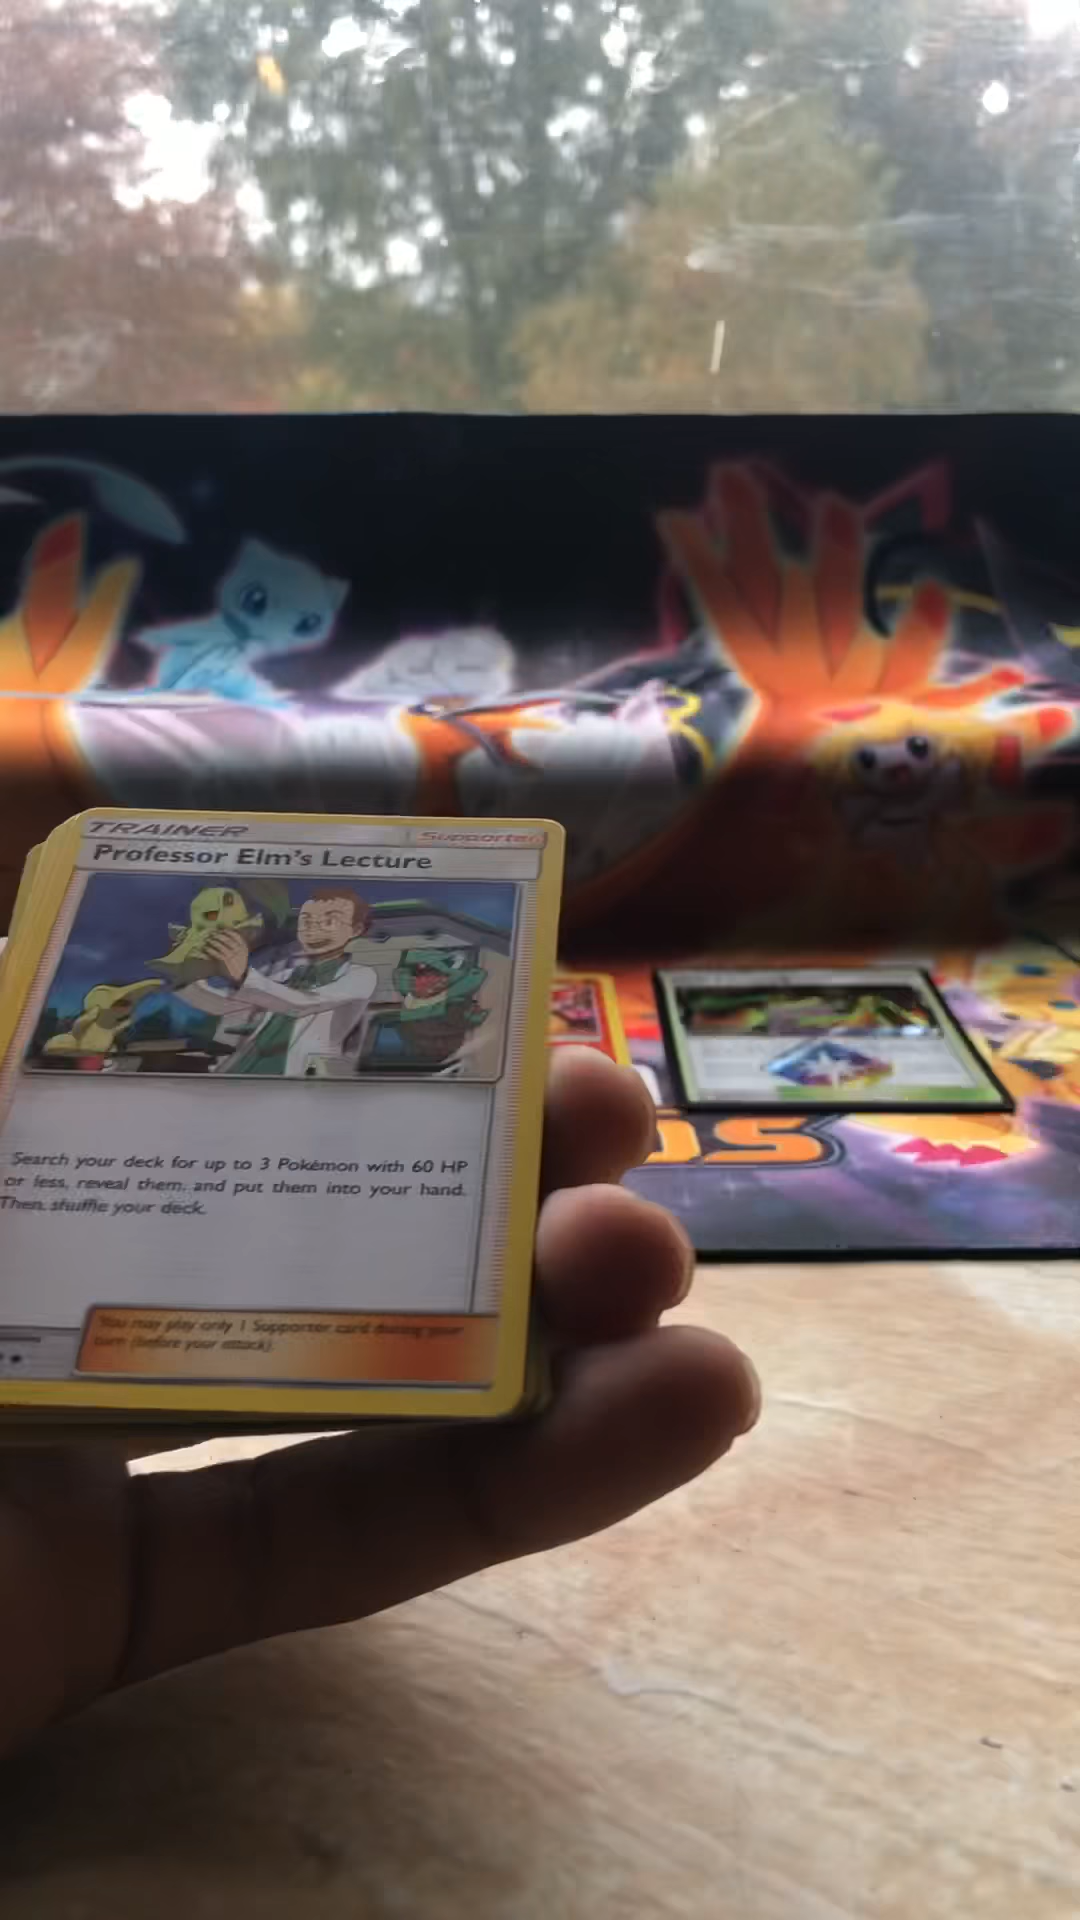 TRAINER
Supporter
Professor Elm's Lecture
Search your deck for up to 3 Pokémon with 60 HP
or less, reveal them, and put them into your hand.
Then, shuffle your deck.
You may play only 1 Supporter card during your
turn (before your attack).